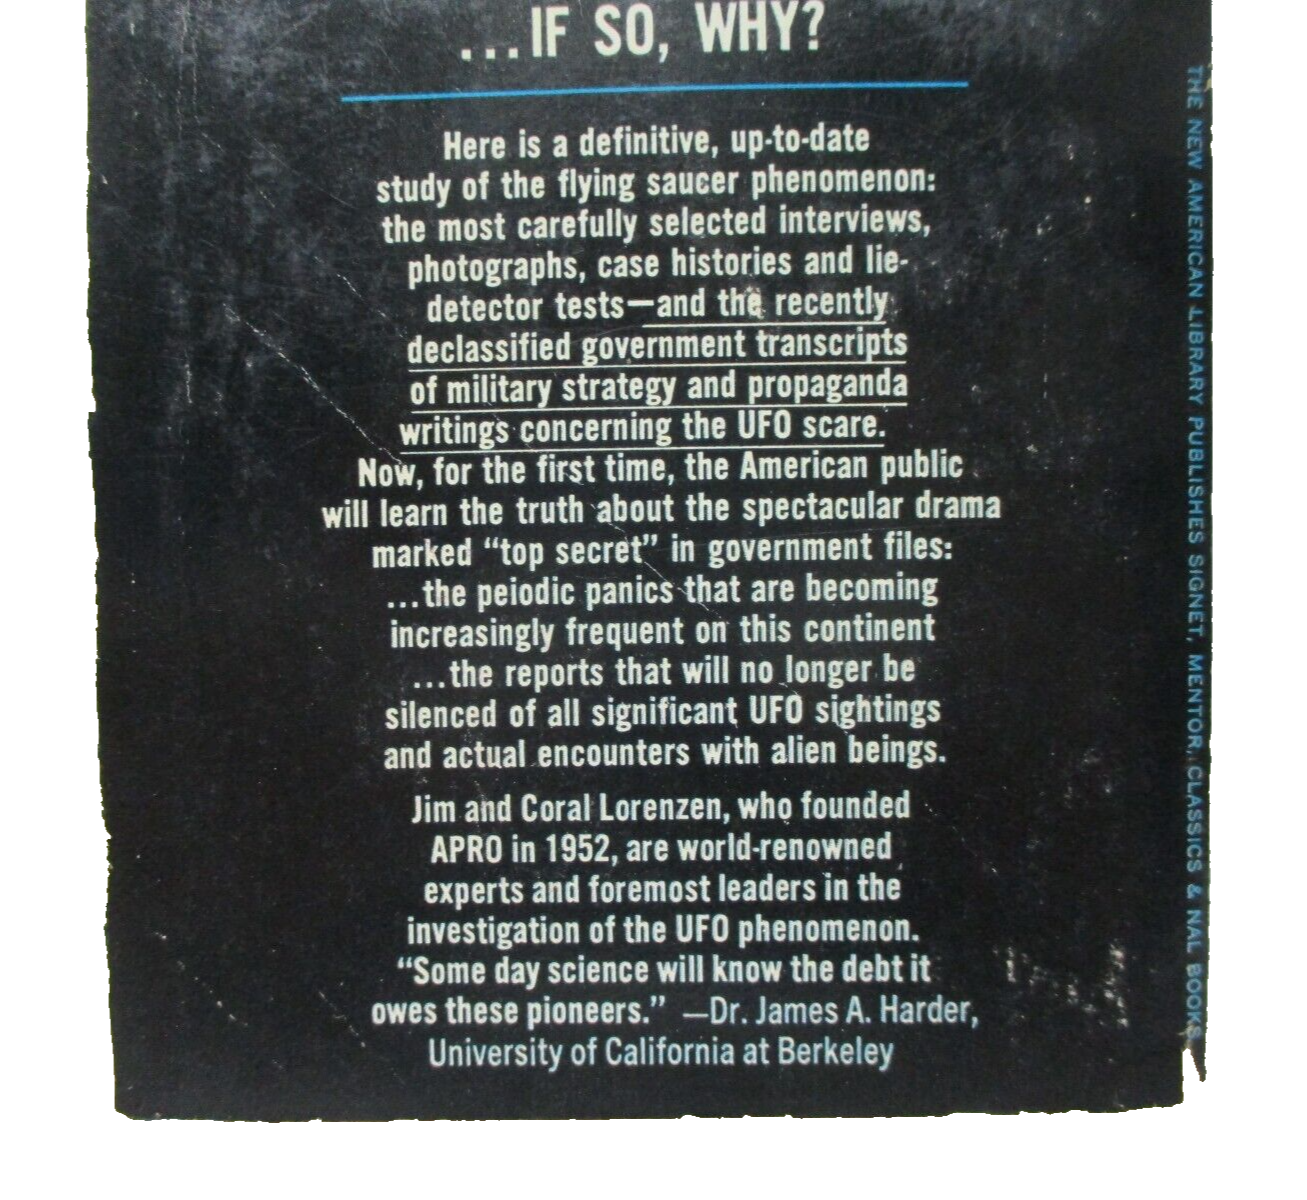 ...IF SO, WHY?
Here is a definitive, up-to-date
study of the flying saucer phenomenon:
the most carefully selected interviews,
photographs, case histories and lie-
detector tests—and the recently
declassified government transcripts
of military strategy and propaganda
writings concerning the UFO scare.
Now, for the first time, the American public
will learn the truth about the spectacular drama
marked “top secret” in government files:
...the peiodic panics that are becoming
increasingly frequent on this continent
...the reports that will no longer be
silenced of all significant UFO sightings
and actual encounters with alien beings.
Jim and Coral Lorenzen, who founded
APRO in 1952, are world-renowned
experts and foremost leaders in the
investigation of the UFO phenomenon.
“Some day science will know the debt it
owes these pioneers.” —Dr. James A. Harder,
University of California at Berkeley
THE NEW AMERICAN LIBRARY PUBLISHES SIGNET, MENTOR, CLASSICS & NAL BOOKS